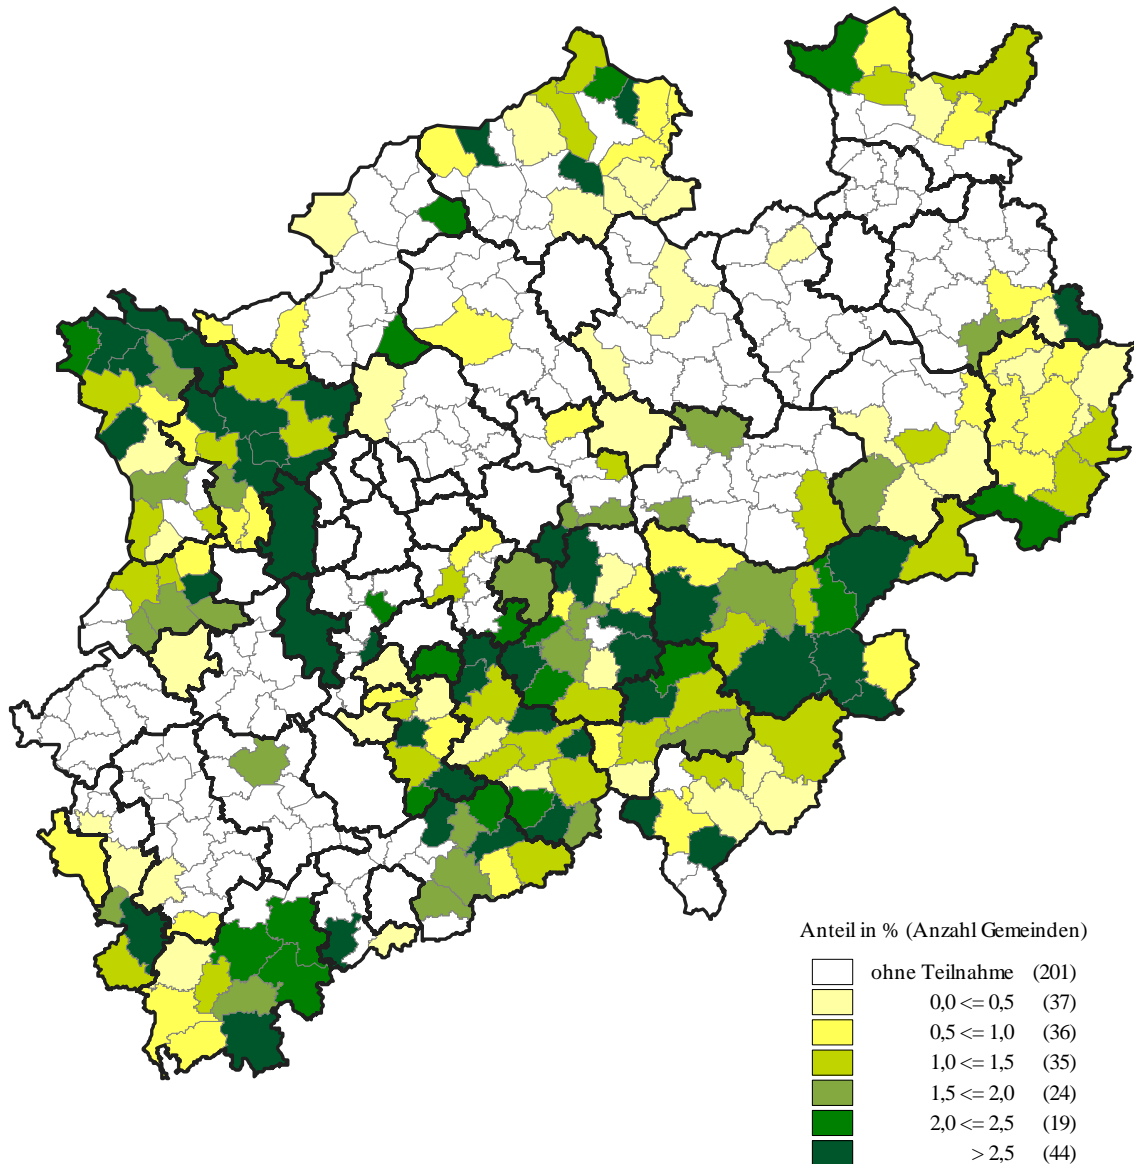 Anteil in % (Anzahl Gemeinden)
ohne Teilnahme (201)
0,0 <= 0,5 (37)
0,5 <= 1,0 (36)
1,0 <= 1,5 (35)
1,5 <= 2,0 (24)
2,0 <= 2,5 (19)
> 2,5 (44)